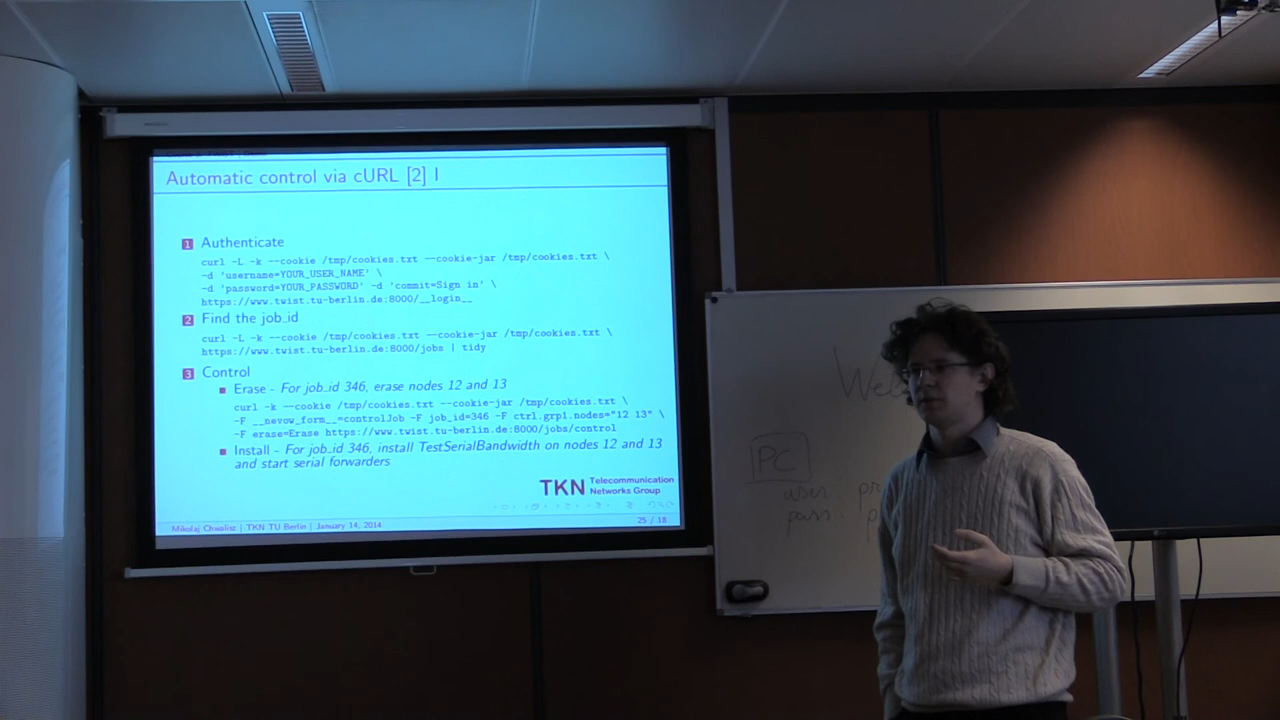 Automatic control via cURL [2] I
1 Authenticate
curl -L -k --cookie /tmp/cookies.txt --cookie-jar /tmp/cookies.txt \
-d 'username=YOUR_USER_NAME' \
-d 'password=YOUR_PASSWORD' -d 'commit=Sign in' \
https://www.twist.tu-berlin.de:8000/__login__
2 Find the job_id
curl -L -k --cookie /tmp/cookies.txt --cookie-jar /tmp/cookies.txt \
https://www.twist.tu-berlin.de:8000/jobs | tidy
3 Control
Erase - For job_id 346, erase nodes 12 and 13
curl -k --cookie /tmp/cookies.txt --cookie-jar /tmp/cookies.txt \
-F __nevow_form__=controlJob -F job_id=346 -F ctrl.grp1.nodes="12 13" \
-F erase=Erase https://www.twist.tu-berlin.de:8000/jobs/control
Install - For job_id 346, install TestSerialBandwidth on nodes 12 and 13
and start serial forwarders
TKN Telecommunication
Networks Group
Mikolaj Chwalisz | TKN TU Berlin | January 14, 2014
25 / 18
PC
user:
pass: